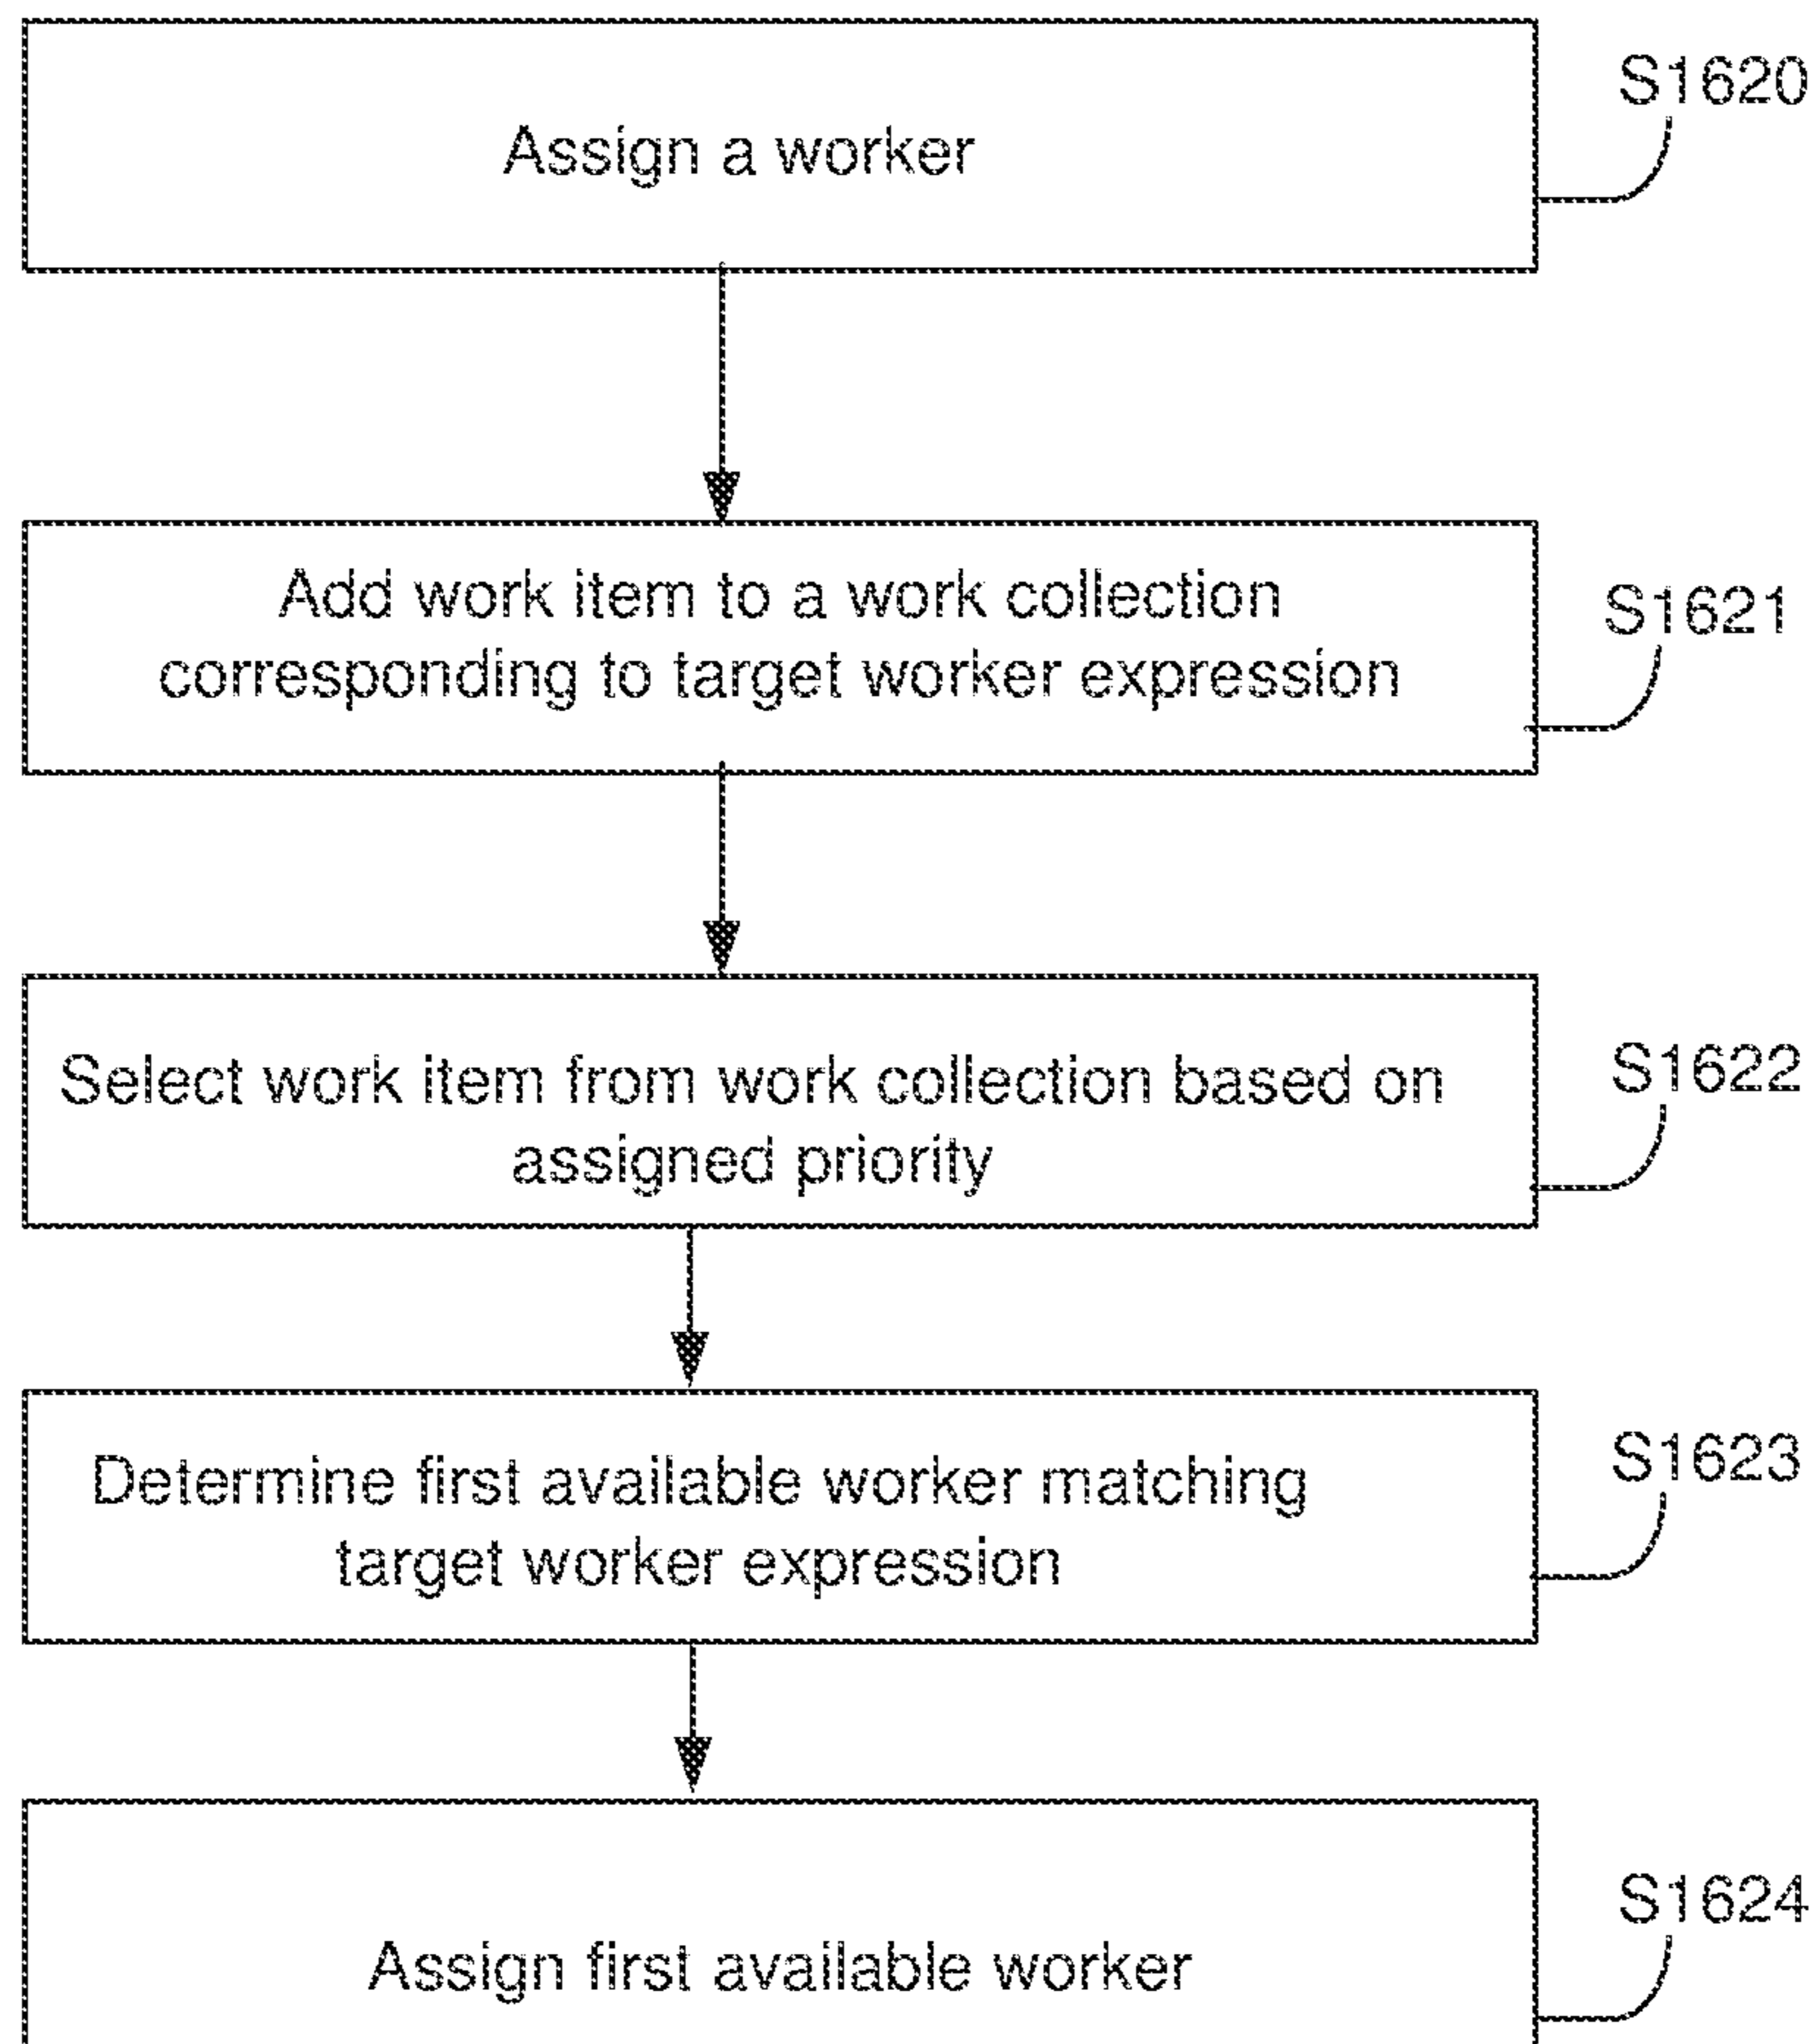 Assign a worker
S1620
Add work item to a work collection
corresponding to target worker expression
S1621
Select work item from work collection based on
assigned priority
S1622
Determine first available worker matching
target worker expression
S1623
Assign first available worker
S1624